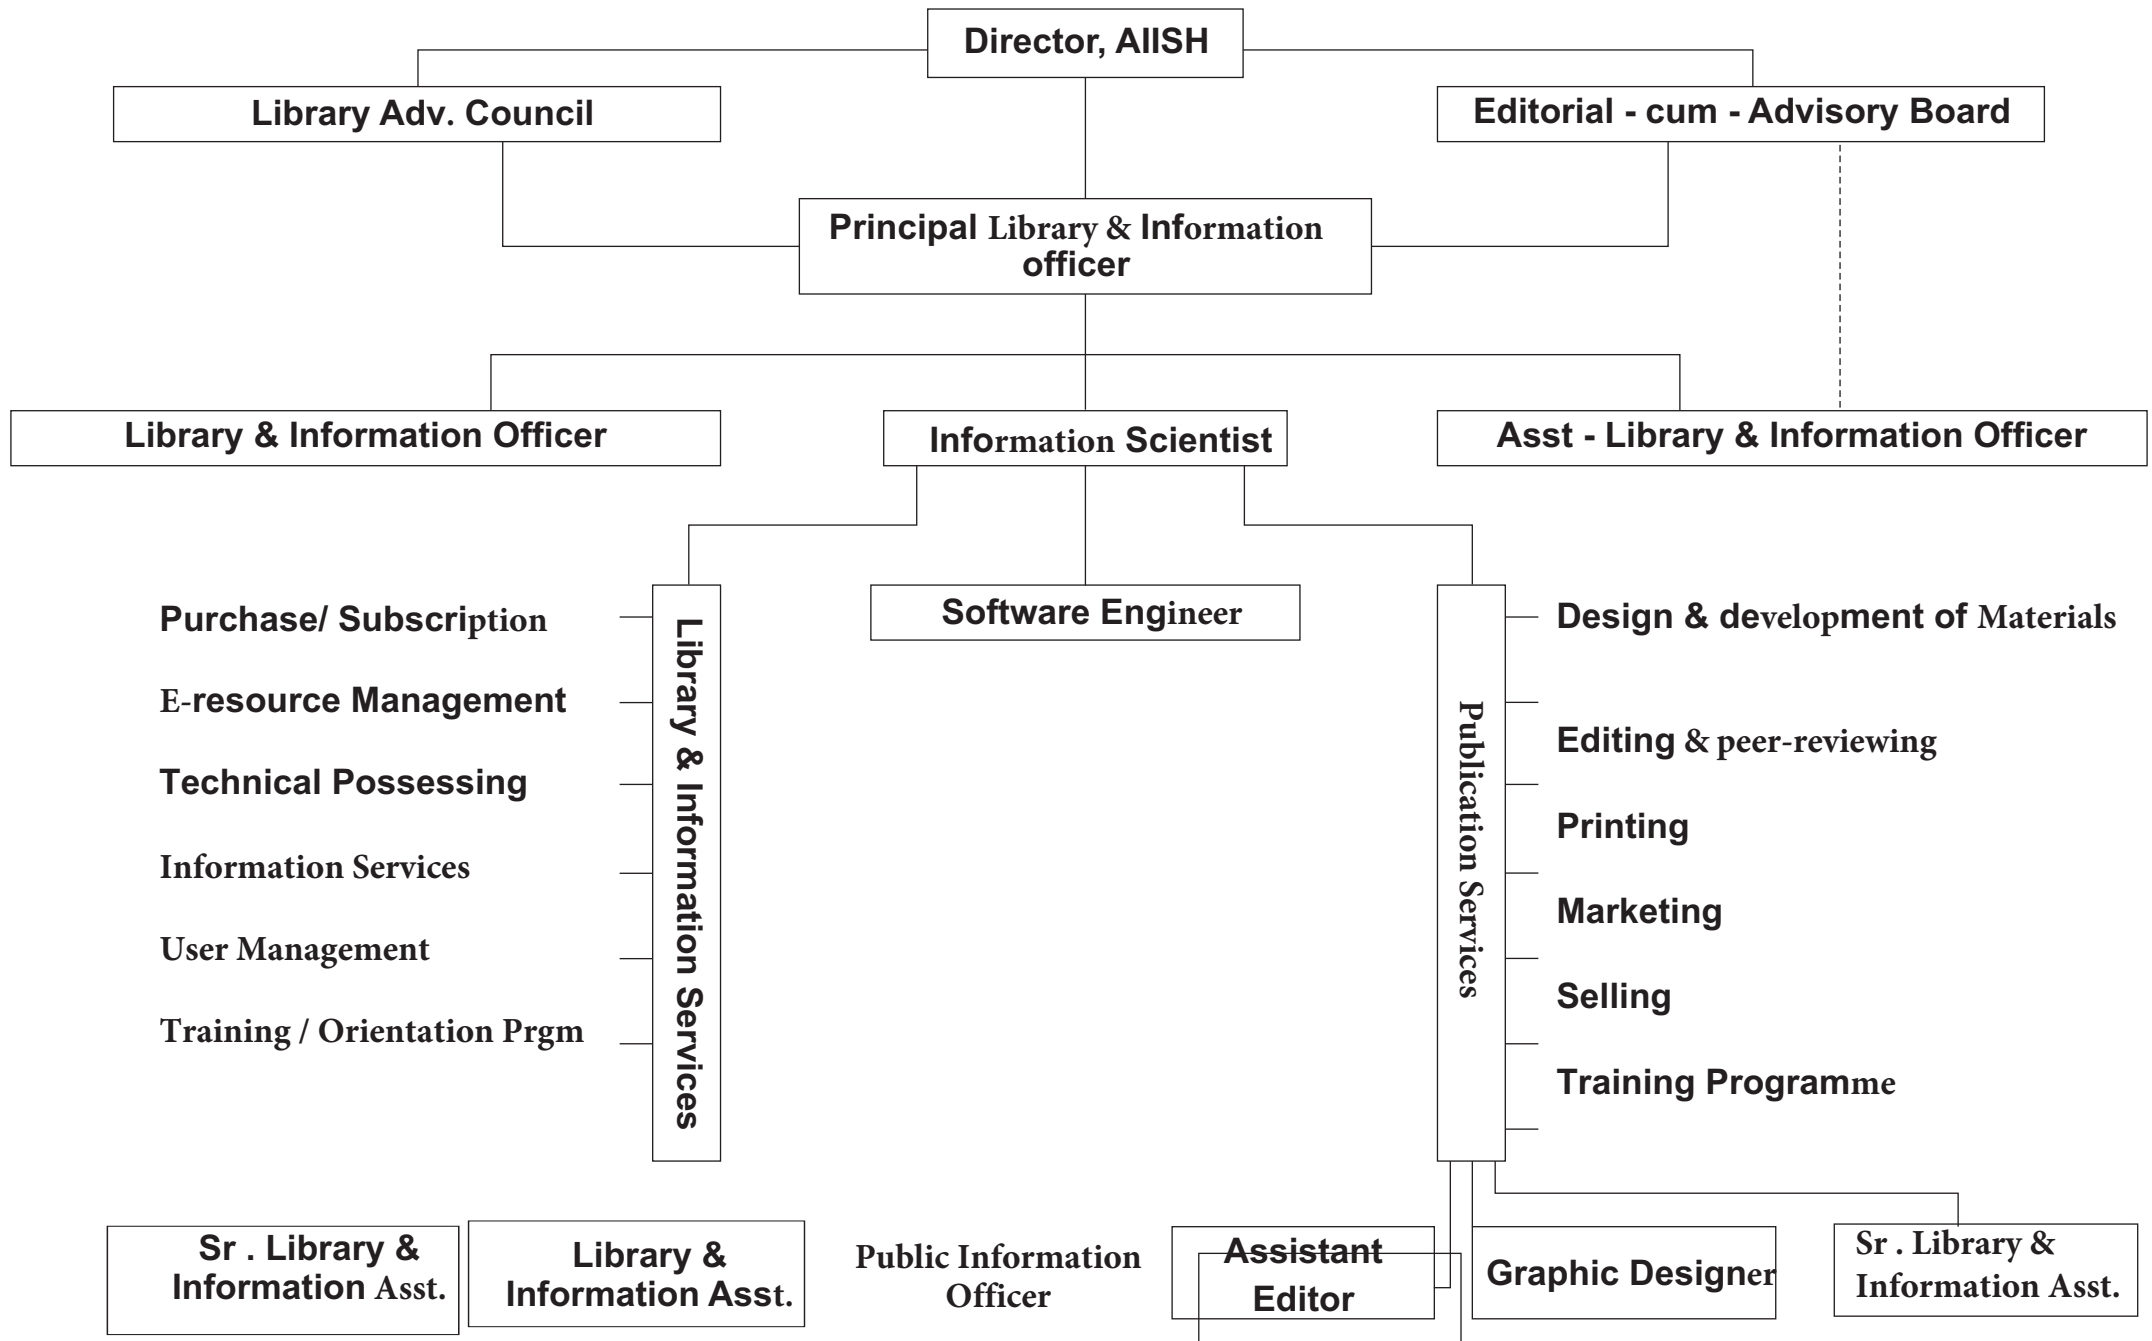 Director, AIISH
Library Adv. Council
Editorial - cum - Advisory Board
Principal Library & Information
officer
Library & Information Officer
Information Scientist
Asst - Library & Information Officer
Software Engineer
Library & Information Services
Purchase/ Subscription
E-resource Management
Technical Possessing
Information Services
User Management
Training / Orientation Prgm
Publication Services
Design & development of Materials
Editing & peer-reviewing
Printing
Marketing
Selling
Training Programme
Sr . Library &
Information Asst.
Library &
Information Asst.
Public Information
Officer
Assistant
Editor
Graphic Designer
Sr . Library &
Information Asst.